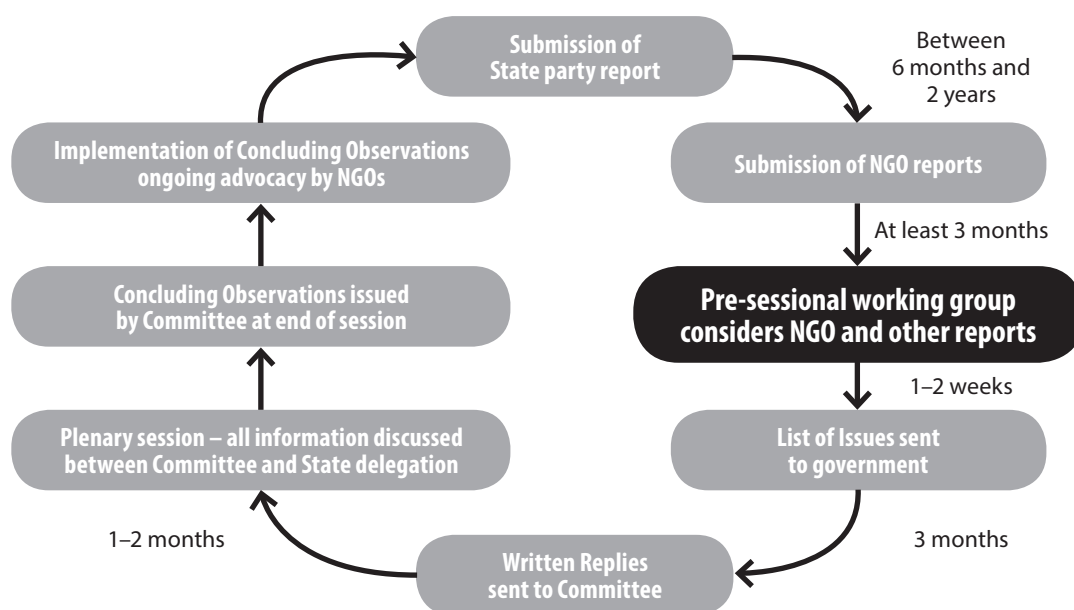 Submission of
State party report
Between
6 months and
2 years
Submission of NGO reports
At least 3 months
Pre-sessional working group
considers NGO and other reports
1–2 weeks
List of Issues sent
to government
3 months
Written Replies
sent to Committee
1–2 months
Plenary session – all information discussed
between Committee and State delegation
Concluding Observations issued
by Committee at end of session
Implementation of Concluding Observations
ongoing advocacy by NGOs